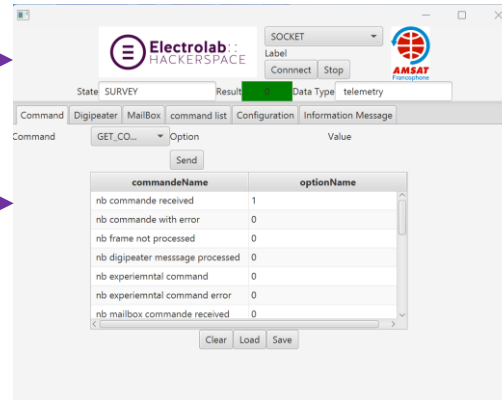 Electrolab::
HACKERSPACE
SOCKET
Label
Connnect Stop
AMSAT
Francophone
State SURVEY Result 0 Data Type telemetry
Command Digipeater MailBox command list Configuration Information Message
Command GET_CO... Option Value
Send
commandeName optionName
nb commande received 1
nb commande with error 0
nb frame not processed 0
nb digipeater messsage processed 0
nb experiemntal command 0
nb experiemntal command error 0
nb mailbox commande received 0
Clear Load Save